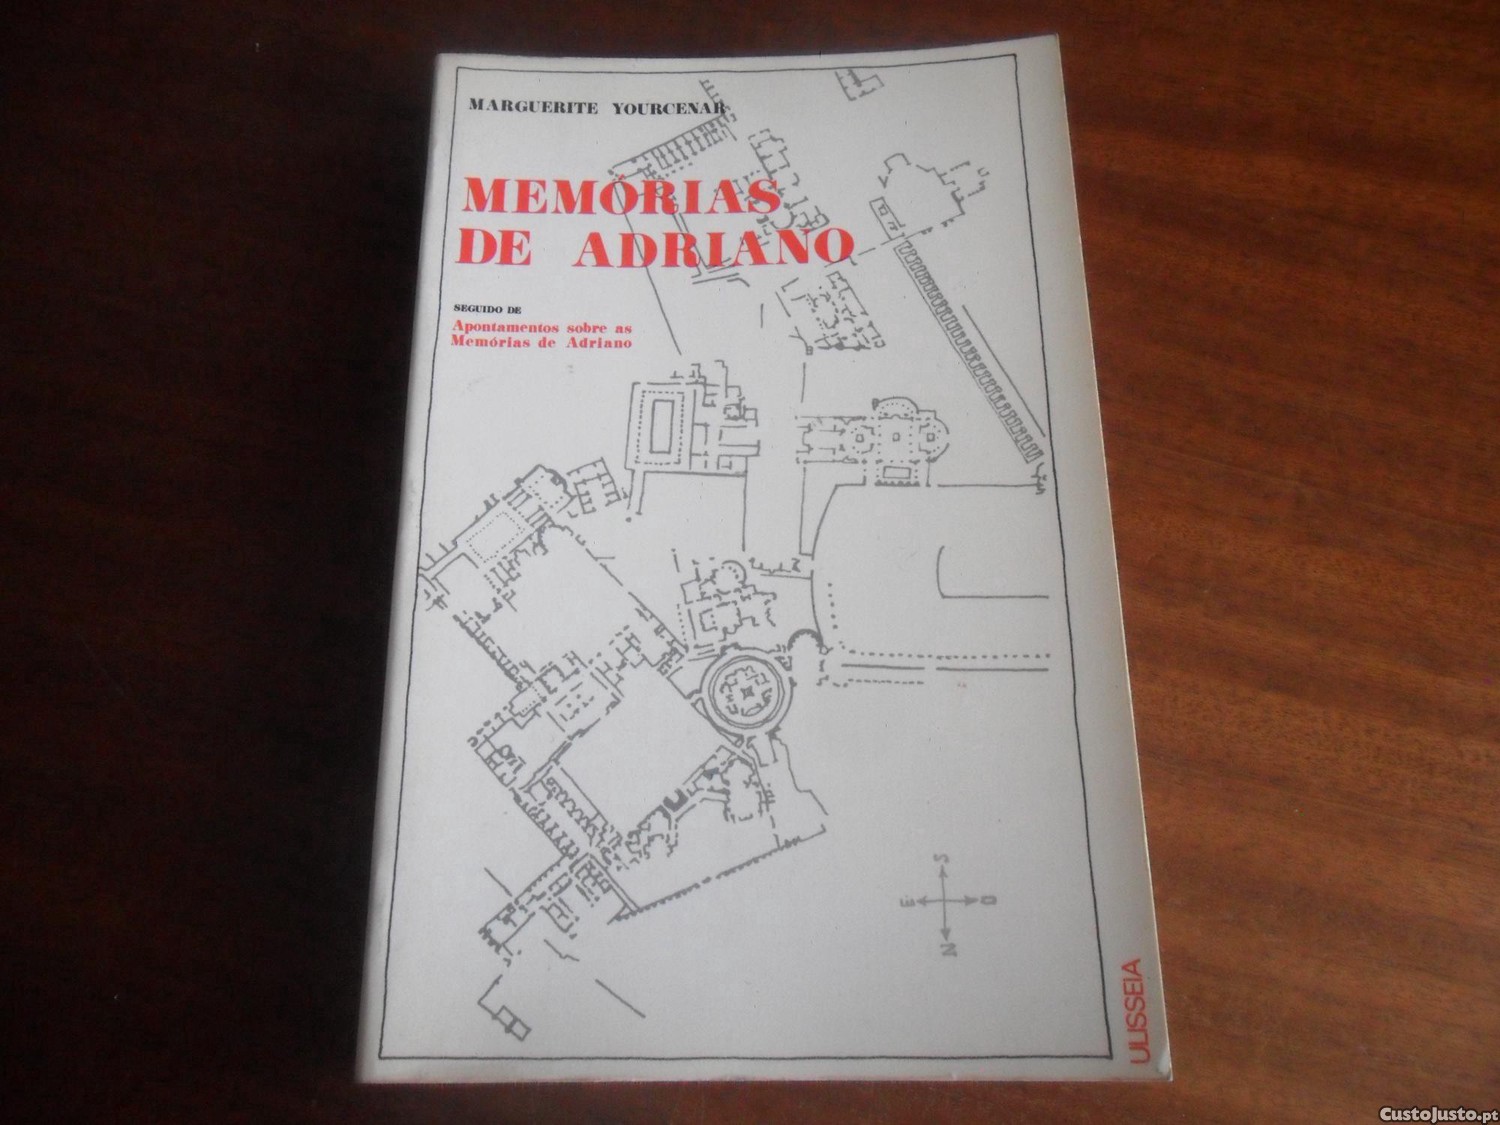 MARGUERITE YOURCENAR
MEMÓRIAS
DE ADRIANO
SEGUIDO DE
Apontamentos sobre as
Memórias de Adriano
S
E O
N
ULISSEIA
CustoJusto.pt